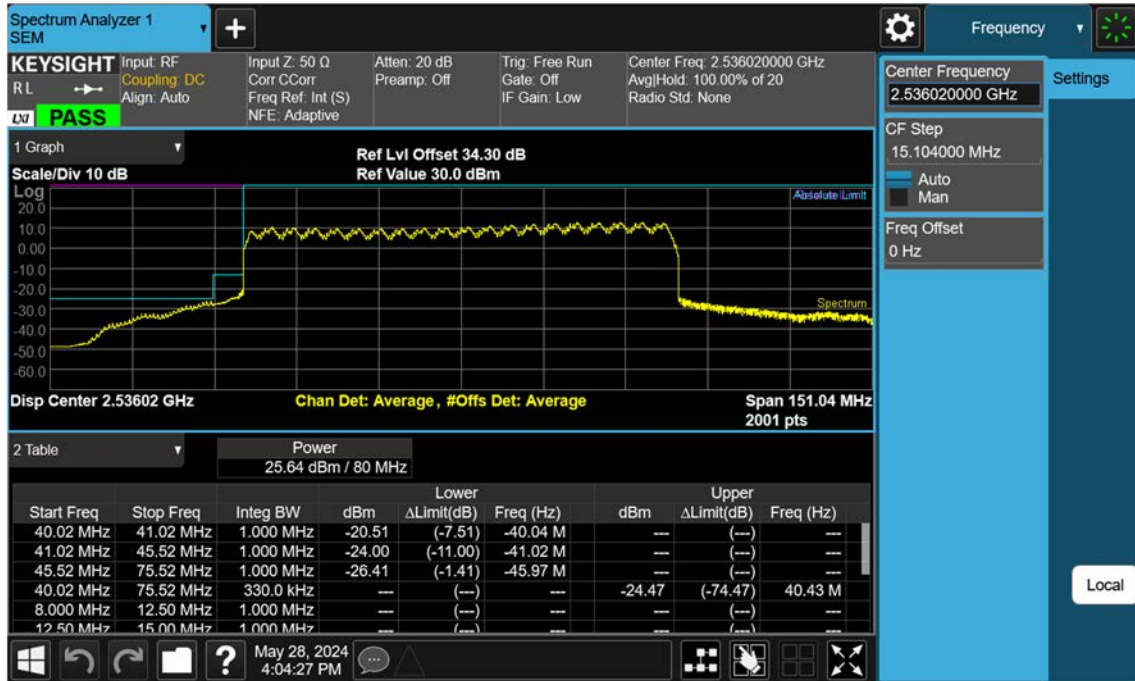 Spectrum Analyzer 1
SEM
+
Frequency
KEYSIGHT
RL
LXI
PASS
Input: RF
Coupling: DC
Align: Auto
Input Z: 50 Ω
Corr CCorr
Freq Ref: Int (S)
NFE: Adaptive
Atten: 20 dB
Preamp: Off
Trig: Free Run
Gate: Off
IF Gain: Low
Center Freq: 2.536020000 GHz
Avg|Hold: 100.00% of 20
Radio Std: None
Center Frequency
2.536020000 GHz
Settings
CF Step
15.104000 MHz
Auto
Man
Freq Offset
0 Hz
1 Graph
Scale/Div 10 dB
Ref Lvl Offset 34.30 dB
Ref Value 30.0 dBm
Log
20.0
10.0
0.00
-10.0
-20.0
-30.0
-40.0
-50.0
-60.0
Absolute Limit
Spectrum
Disp Center 2.53602 GHz
Chan Det: Average, #Offs Det: Average
Span 151.04 MHz
2001 pts
2 Table
Power
25.64 dBm / 80 MHz
Lower Upper
Start Freq Stop Freq Integ BW dBm ΔLimit(dB) Freq (Hz) dBm ΔLimit(dB) Freq (Hz)
40.02 MHz 41.02 MHz 1.000 MHz -20.51 (-7.51) -40.04 M --- (---) ---
41.02 MHz 45.52 MHz 1.000 MHz -24.00 (-11.00) -41.02 M --- (---) ---
45.52 MHz 75.52 MHz 1.000 MHz -26.41 (-1.41) -45.97 M --- (---) ---
40.02 MHz 75.52 MHz 330.0 kHz --- (---) --- -24.47 (-74.47) 40.43 M
8.000 MHz 12.50 MHz 1.000 MHz --- (---) --- --- (---) ---
12.50 MHz 15.00 MHz 1.000 MHz --- (---) --- --- (---) ---
Local
?
May 28, 2024
4:04:27 PM